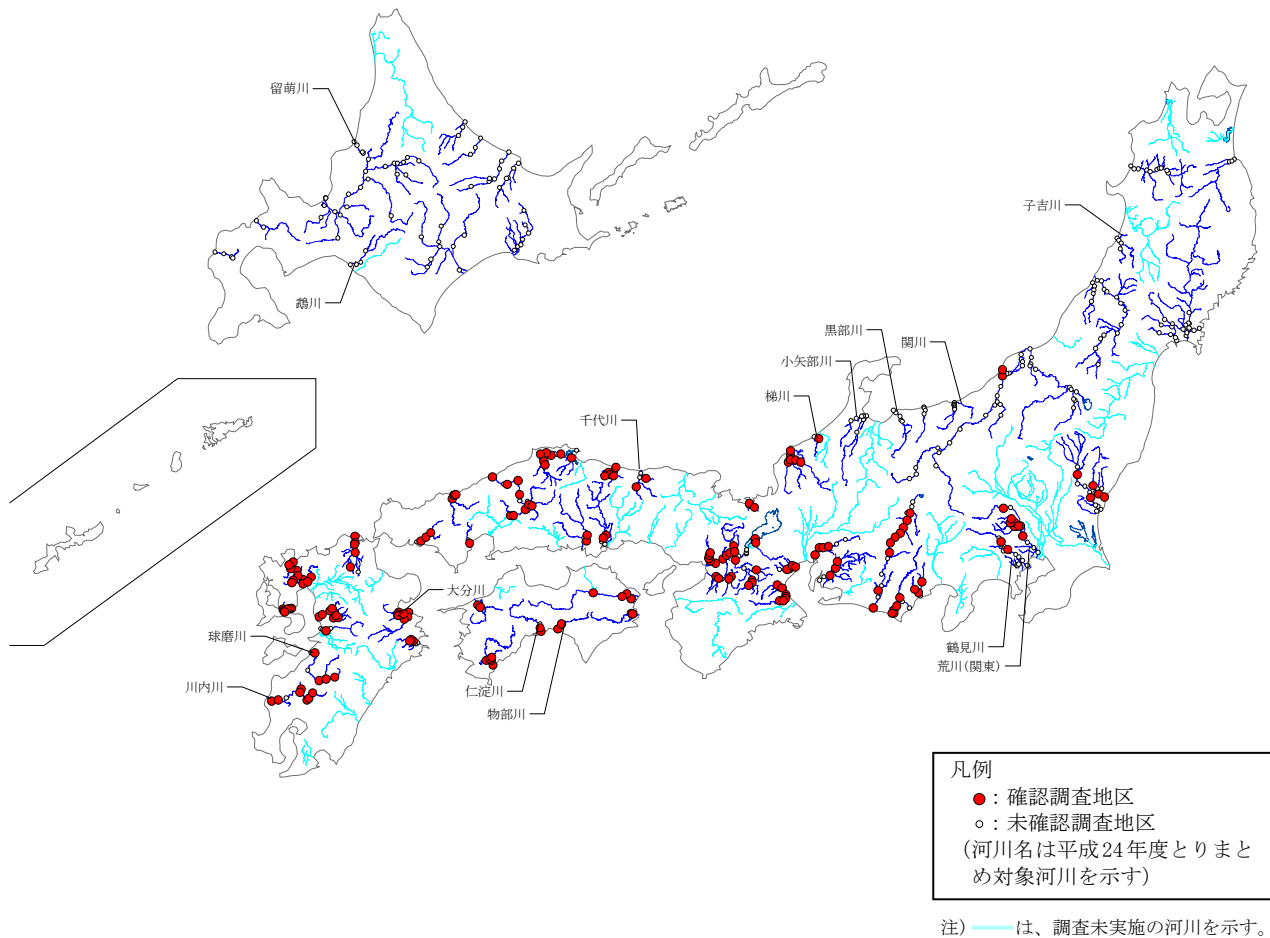 留萌川
子吉川
鵡川
黒部川
関川
小矢部川
梯川
千代川
大分川
球磨川
鶴見川
荒川(関東)
川内川
仁淀川
物部川
凡例
●：確認調査地区
○：未確認調査地区
(河川名は平成24年度とりまと
め対象河川を示す)
注) ━━は、調査未実施の河川を示す。